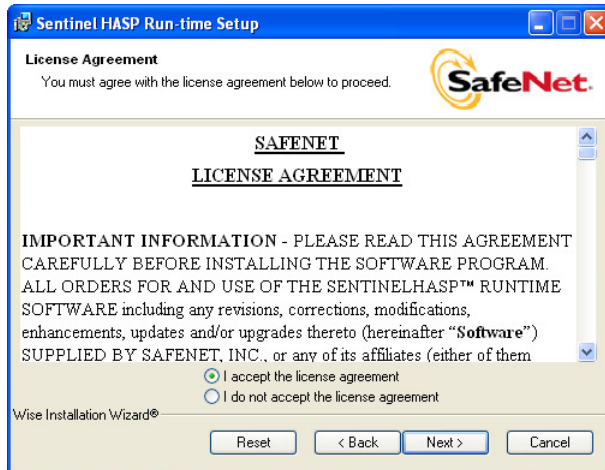 Sentinel HASP Run-time Setup
License Agreement
You must agree with the license agreement below to proceed.
SafeNet.
SAFENET
LICENSE AGREEMENT
IMPORTANT INFORMATION - PLEASE READ THIS AGREEMENT
CAREFULLY BEFORE INSTALLING THE SOFTWARE PROGRAM.
ALL ORDERS FOR AND USE OF THE SENTINELHASP™ RUNTIME
SOFTWARE including any revisions, corrections, modifications,
enhancements, updates and/or upgrades thereto (hereinafter “Software”)
SUPPLIED BY SAFENET, INC., or any of its affiliates (either of them
I accept the license agreement
I do not accept the license agreement
Wise Installation Wizard®
Reset
< Back
Next >
Cancel